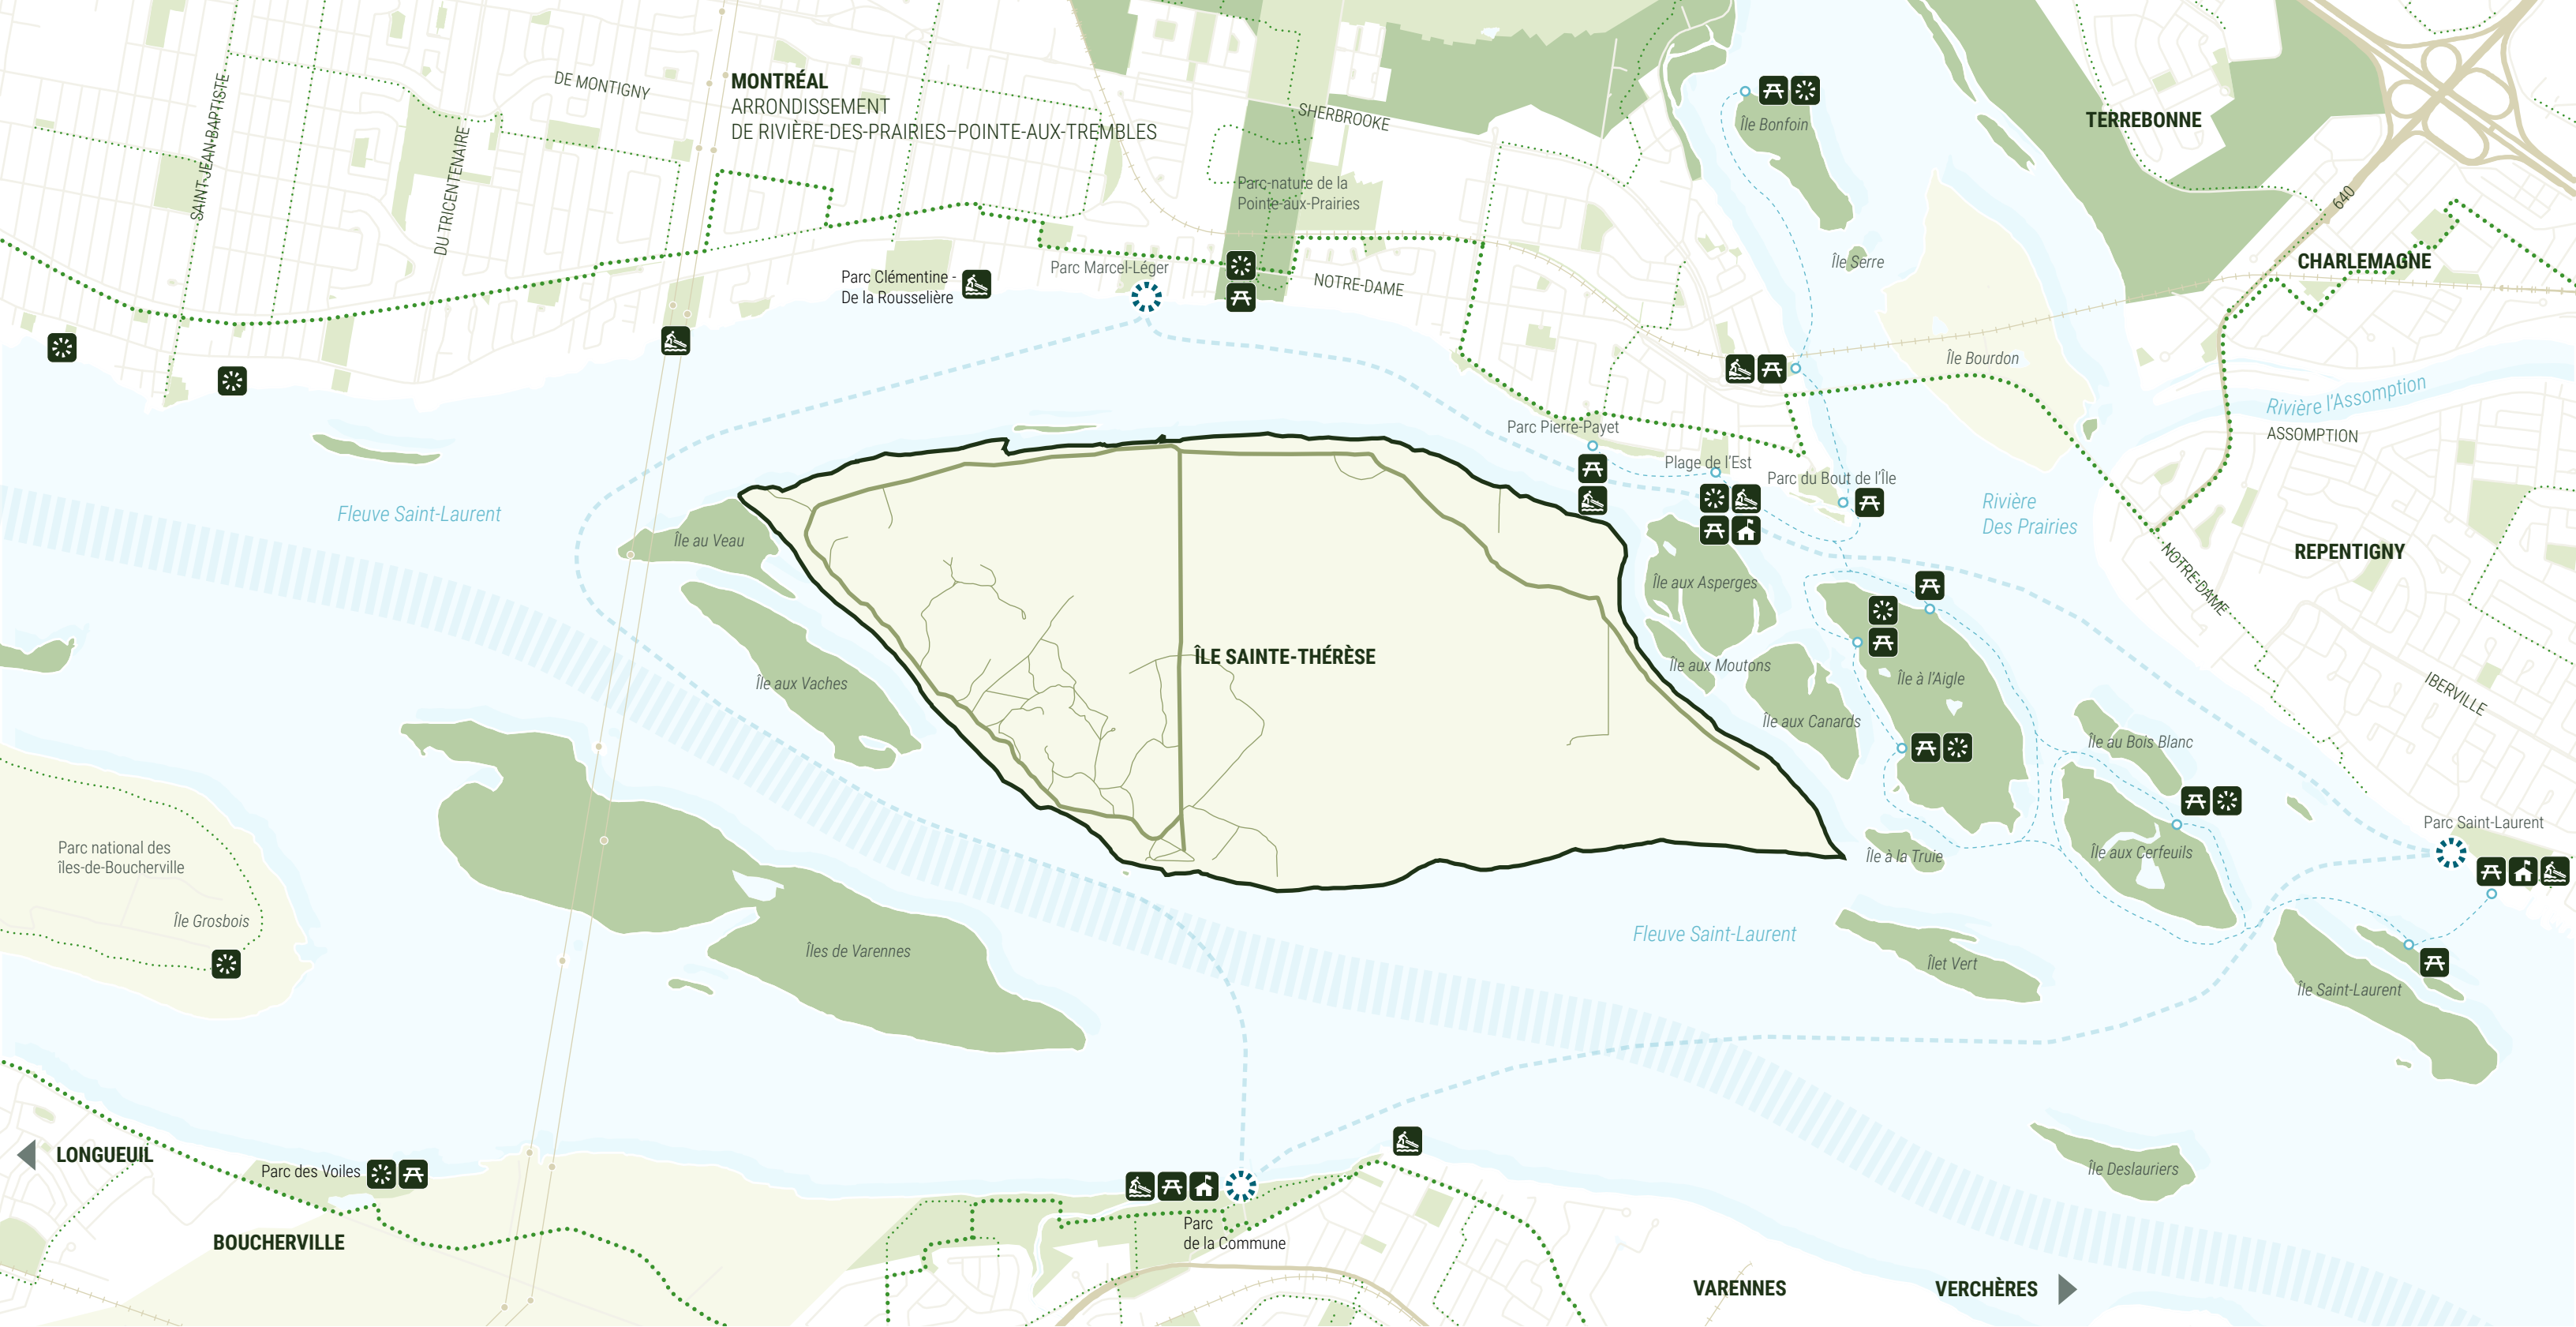 SAINT-JEAN-BAPTISTE
DU TRICENTENAIRE
DE MONTIGNY
MONTRÉAL
ARRONDISSEMENT
DE RIVIÈRE-DES-PRAIRIES–POINTE-AUX-TREMBLES
SHERBROOKE
Parc-nature de la
Pointe-aux-Prairies
Parc Clémentine -
De la Rousselière
Parc Marcel-Léger
NOTRE-DAME
Île Bonfoin
Île Serre
TERREBONNE
640
CHARLEMAGNE
Île Bourdon
Rivière l'Assomption
ASSOMPTION
Parc Pierre-Payet
Plage de l'Est
Parc du Bout de l'Île
Rivière
Des Prairies
REPENTIGNY
NOTRE-DAME
IBERVILLE
Fleuve Saint-Laurent
Île au Veau
Île aux Vaches
ÎLE SAINTE-THÉRÈSE
Île aux Asperges
Île aux Moutons
Île aux Canards
Île à l'Aigle
Île au Bois Blanc
Île à la Truie
Île aux Cerfeuils
Parc Saint-Laurent
Parc national des
îles-de-Boucherville
Île Grosbois
Îles de Varennes
Fleuve Saint-Laurent
Îlet Vert
Île Saint-Laurent
Île Deslauriers
LONGUEUIL
Parc des Voiles
BOUCHERVILLE
Parc
de la Commune
VARENNES
VERCHÈRES